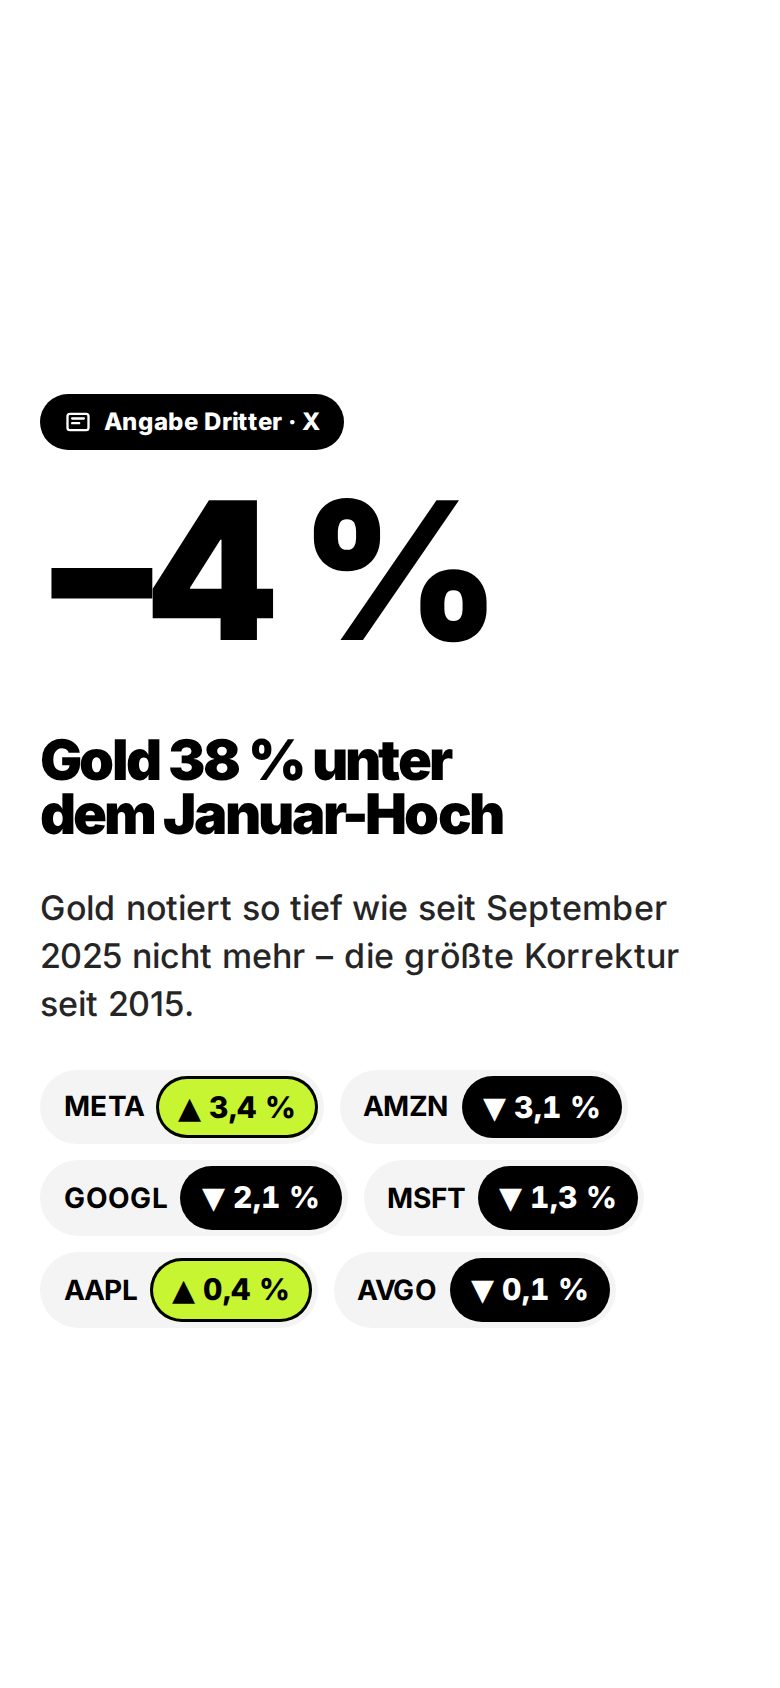 Angabe Dritter · X
–4 %
Gold 38 % unter
dem Januar-Hoch
Gold notiert so tief wie seit September
2025 nicht mehr – die größte Korrektur
seit 2015.
META ▲ 3,4 % AMZN ▼ 3,1 %
GOOGL ▼ 2,1 % MSFT ▼ 1,3 %
AAPL ▲ 0,4 % AVGO ▼ 0,1 %